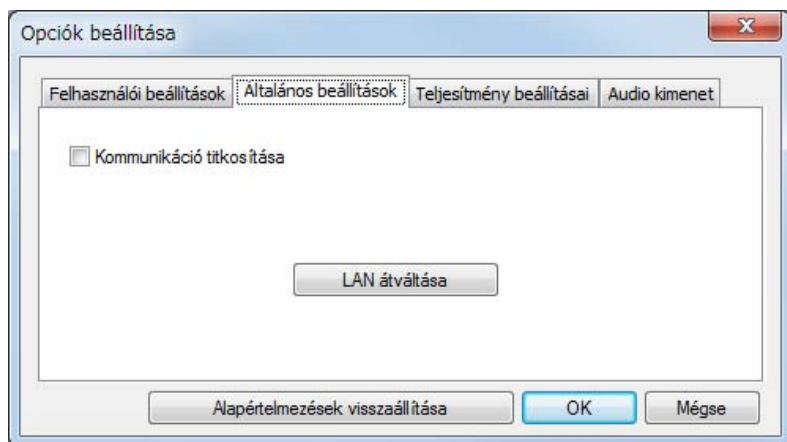 Opciók beállítása
Felhasználói beállítások Általános beállítások Teljesítmény beállításai Audio kimenet
Kommunikáció titkosítása
LAN átváltása
Alapértelmezések visszaállítása OK Mégse